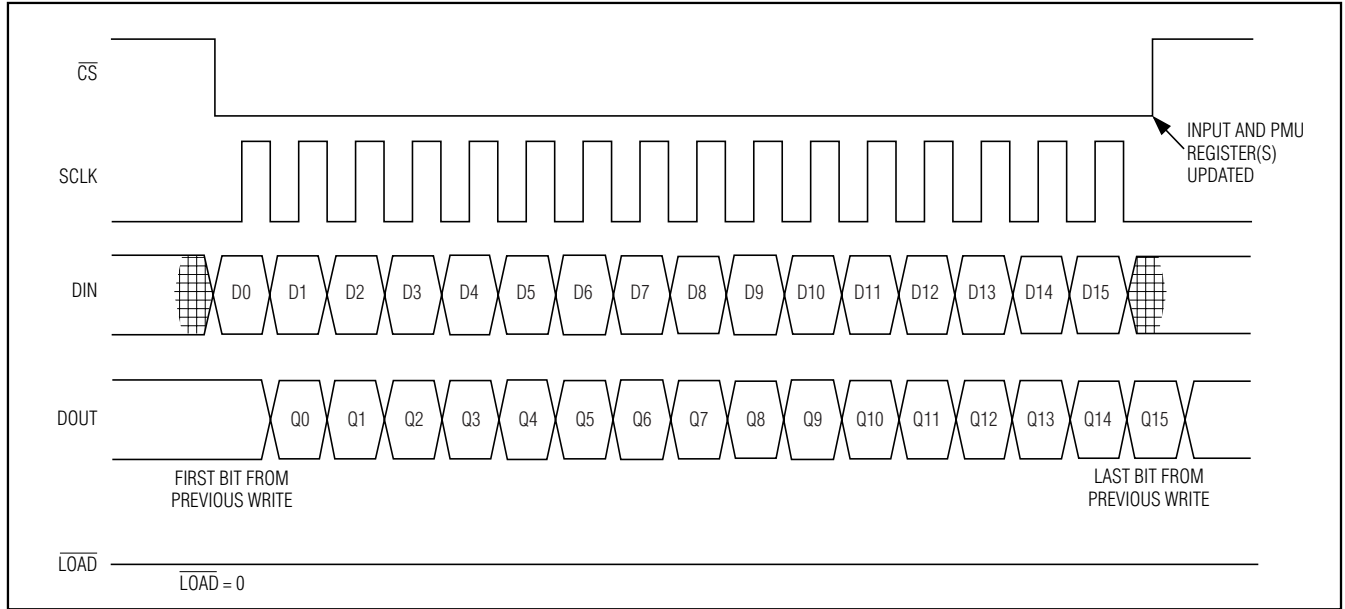 CS
INPUT AND PMU
REGISTER(S)
UPDATED
SCLK
DIN
D0 D1 D2 D3 D4 D5 D6 D7 D8 D9 D10 D11 D12 D13 D14 D15
DOUT
Q0 Q1 Q2 Q3 Q4 Q5 Q6 Q7 Q8 Q9 Q10 Q11 Q12 Q13 Q14 Q15
FIRST BIT FROM
PREVIOUS WRITE
LAST BIT FROM
PREVIOUS WRITE
LOAD
LOAD = 0